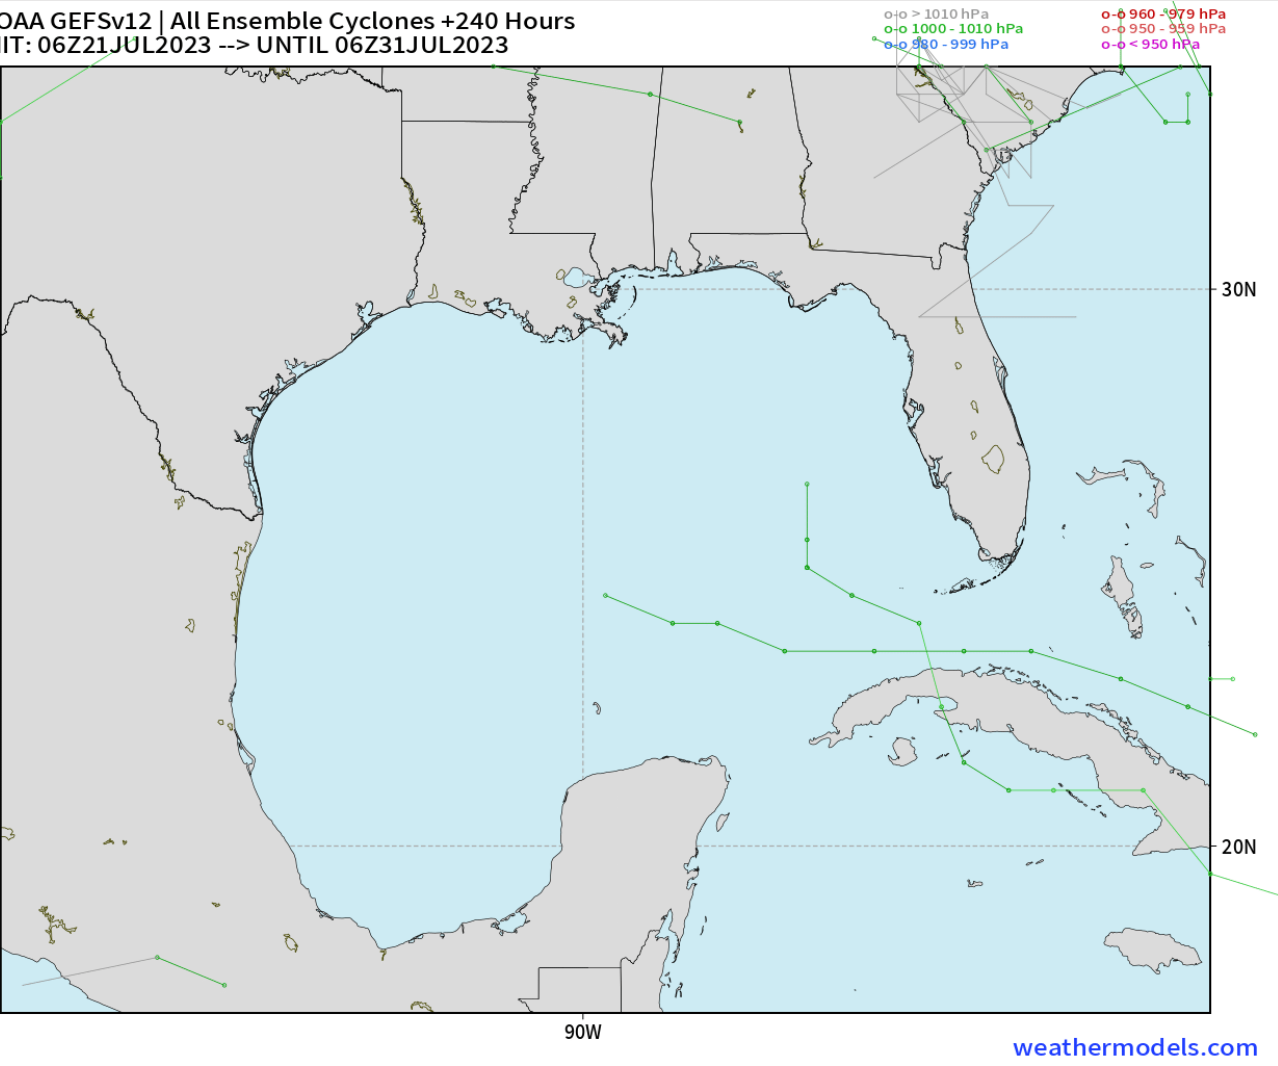 OAA GEFSv12 | All Ensemble Cyclones +240 Hours
IIT: 06Z21JUL2023 --> UNTIL 06Z31JUL2023
o-o > 1010 hPa
o-o 1000 - 1010 hPa
o-o 980 - 999 hPa
o-o 960 - 979 hPa
o-o 950 - 959 hPa
o-o < 950 hPa
30N
20N
90W
weathermodels.com